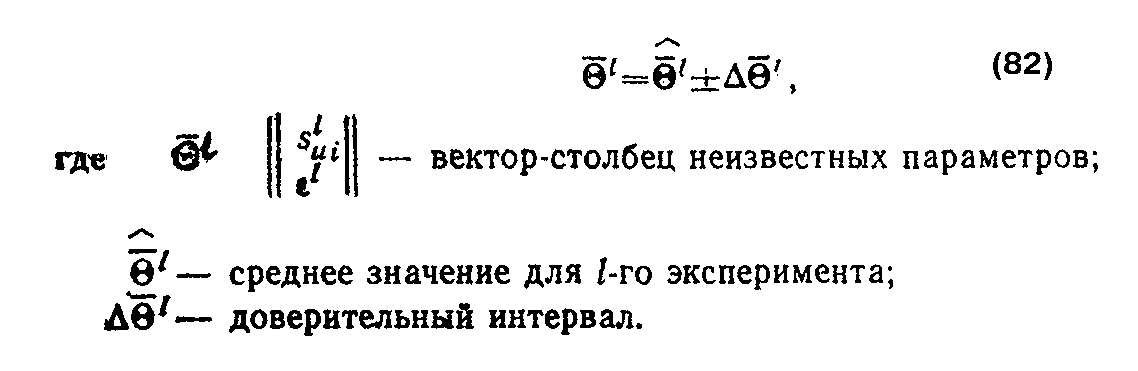 Θ̄ˡ = Θ̄̂ˡ ± ΔΘ̄ˡ, (82)
где Θ̄ˡ ‖ sˡᵤᵢ εˡ ‖ — вектор-столбец неизвестных параметров;
Θ̄̂ˡ — среднее значение для l-го эксперимента;
ΔΘ̄ˡ — доверительный интервал.